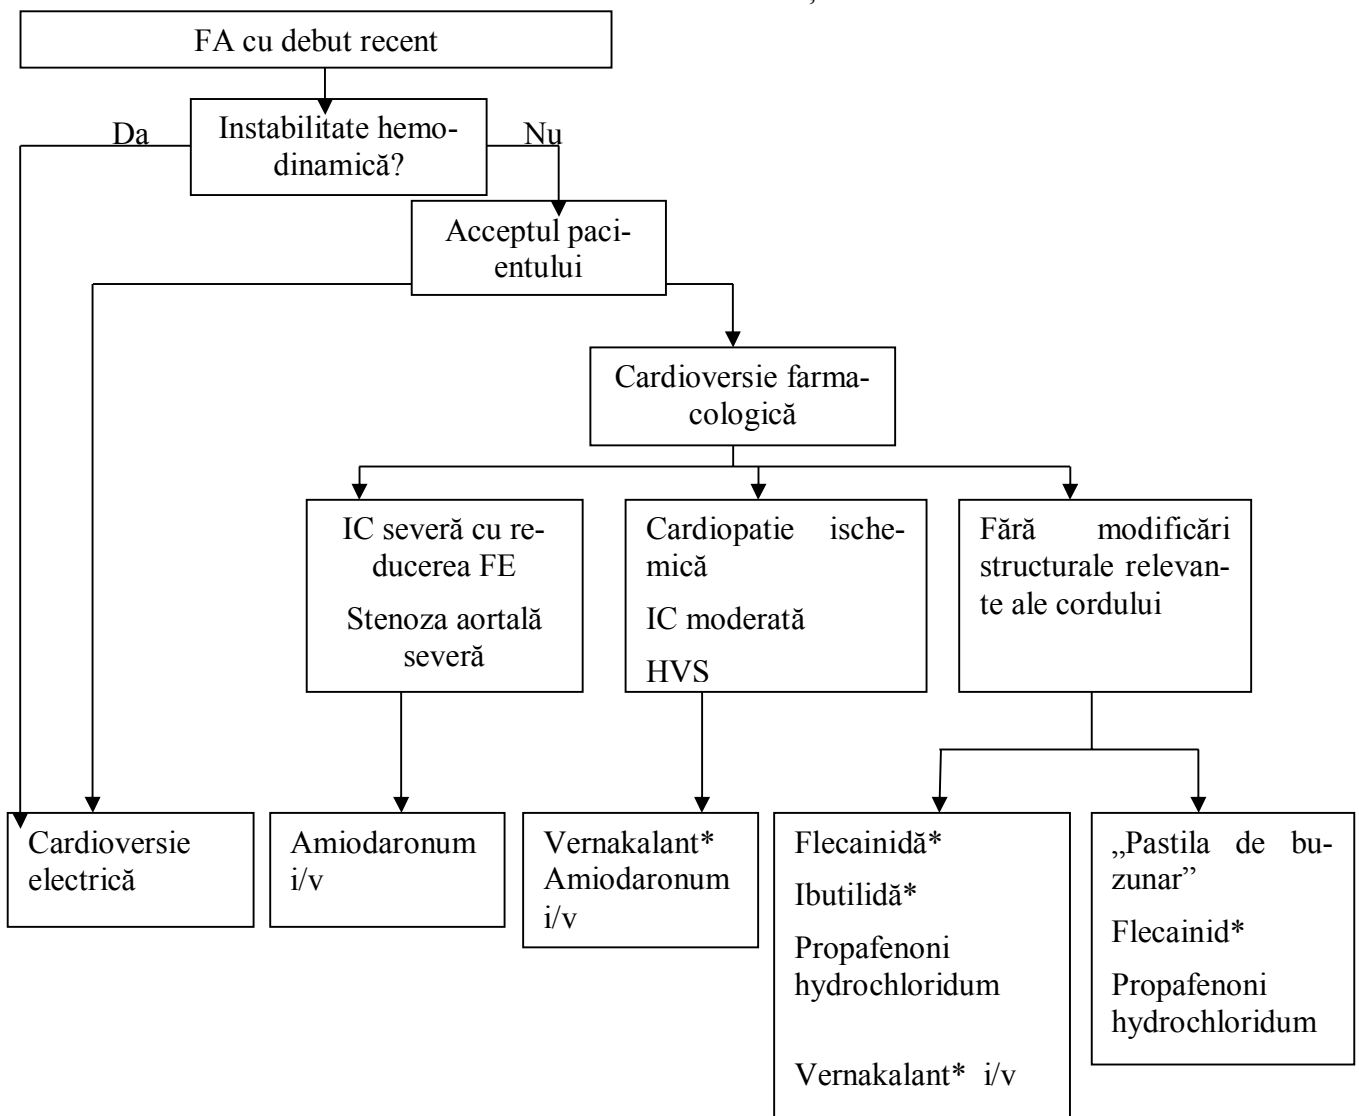 FA cu debut recent
Da
Instabilitate hemo-
dinamică?
Nu
Acceptul paci-
entului
Cardioversie farma-
cologică
IC severă cu re-
ducerea FE
Stenoza aortală
severă
Cardiopatie ische-
mică
IC moderată
HVS
Fără modificări
structurale relevan-
te ale cordului
Cardioversie
electrică
Amiodaronum
i/v
Vernakalant*
Amiodaronum
i/v
Flecainidă*
Ibutilidă*
Propafenoni
hydrochloridum
Vernakalant* i/v
„Pastila de bu-
zunar”
Flecainid*
Propafenoni
hydrochloridum